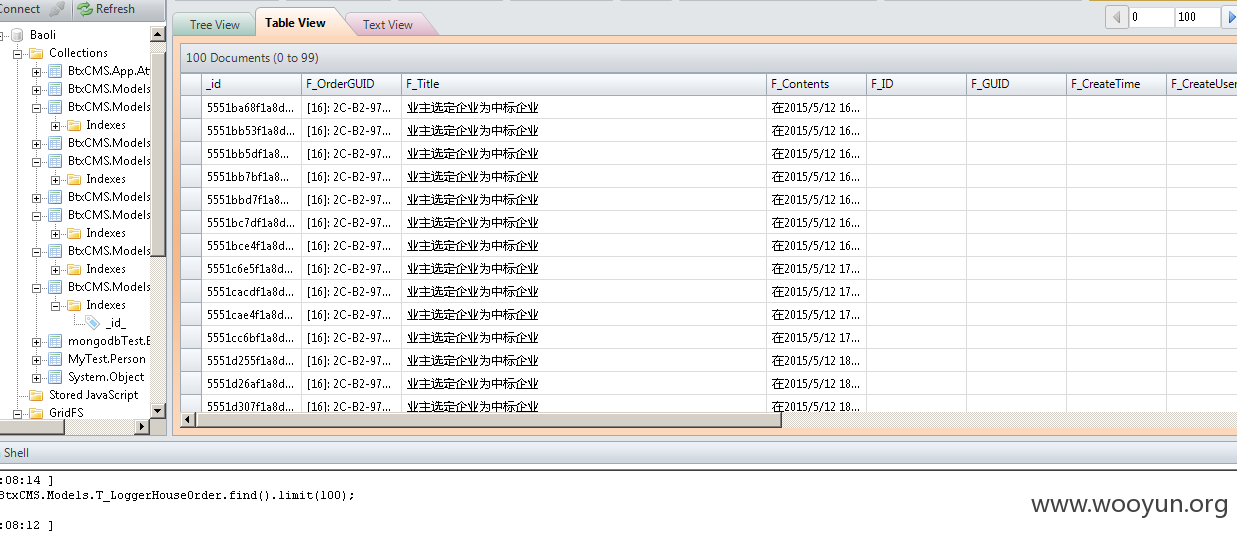 Connect Refresh
Baoli
Collections
BtxCMS.App.At
BtxCMS.Models
BtxCMS.Models
Indexes
BtxCMS.Models
BtxCMS.Models
Indexes
BtxCMS.Models
BtxCMS.Models
Indexes
BtxCMS.Models
Indexes
BtxCMS.Models
Indexes
_id_
mongodbTest.E
MyTest.Person
System.Object
Stored JavaScript
GridFS
Tree View Table View Text View
0 100
100 Documents (0 to 99)
_id F_OrderGUID F_Title F_Contents F_ID F_GUID F_CreateTime F_CreateUser
5551ba68f1a8d... [16]: 2C-B2-97... 业主选定企业为中标企业 在2015/5/12 16...
5551bb53f1a8d... [16]: 2C-B2-97... 业主选定企业为中标企业 在2015/5/12 16...
5551bb5df1a8... [16]: 2C-B2-97... 业主选定企业为中标企业 在2015/5/12 16...
5551bb7bf1a8... [16]: 2C-B2-97... 业主选定企业为中标企业 在2015/5/12 16...
5551bbd7f1a8... [16]: 2C-B2-97... 业主选定企业为中标企业 在2015/5/12 16...
5551bc7df1a8d... [16]: 2C-B2-97... 业主选定企业为中标企业 在2015/5/12 16...
5551bce4f1a8d... [16]: 2C-B2-97... 业主选定企业为中标企业 在2015/5/12 16...
5551c6e5f1a8d... [16]: 2C-B2-97... 业主选定企业为中标企业 在2015/5/12 17...
5551cacdf1a8d... [16]: 2C-B2-97... 业主选定企业为中标企业 在2015/5/12 17...
5551cae4f1a8d... [16]: 2C-B2-97... 业主选定企业为中标企业 在2015/5/12 17...
5551cc6bf1a8d... [16]: 2C-B2-97... 业主选定企业为中标企业 在2015/5/12 17...
5551d255f1a8d... [16]: 2C-B2-97... 业主选定企业为中标企业 在2015/5/12 18...
5551d26af1a8d... [16]: 2C-B2-97... 业主选定企业为中标企业 在2015/5/12 18...
5551d307f1a8d... [16]: 2C-B2-97... 业主选定企业为中标企业 在2015/5/12 18...
Shell
:08:14 ]
BtxCMS.Models.T_LoggerHouseOrder.find().limit(100);
:08:12 ]
www.wooyun.org